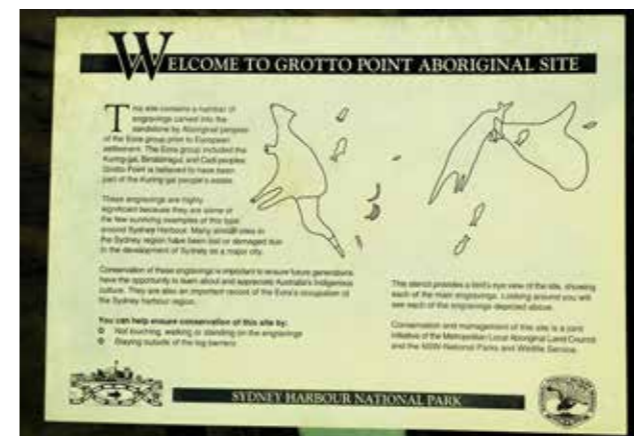 WELCOME TO GROTTO POINT ABORIGINAL SITE
This site contains a number of
engravings carved into the
sandstone by Aboriginal peoples
of the Eora group prior to European
settlement. The Eora group included the
Kuring-gai, Birrabirragul, and Cadi peoples.
Grotto Point is believed to have been
part of the Kuring-gai people's estate.
These engravings are highly
significant because they are some of
the few surviving examples of this type
around Sydney Harbour. Many similar sites in
the Sydney region have been lost or damaged due
to the development of Sydney as a major city.
Conservation of these engravings is important to ensure future generations
have the opportunity to learn about and appreciate Australia's Indigenous
culture. They are also an important record of the Eora's occupation of
the Sydney harbour region.
You can help ensure conservation of this site by:
Not touching, walking or standing on the engravings
Staying outside of the log barriers
This stencil provides a bird's eye view of the site, showing
each of the main engravings. Looking around you will
see each of the engravings depicted above.
Conservation and management of this site is a joint
initiative of the Metropolitan Local Aboriginal Land Council
and the NSW National Parks and Wildlife Service.
SYDNEY HARBOUR NATIONAL PARK